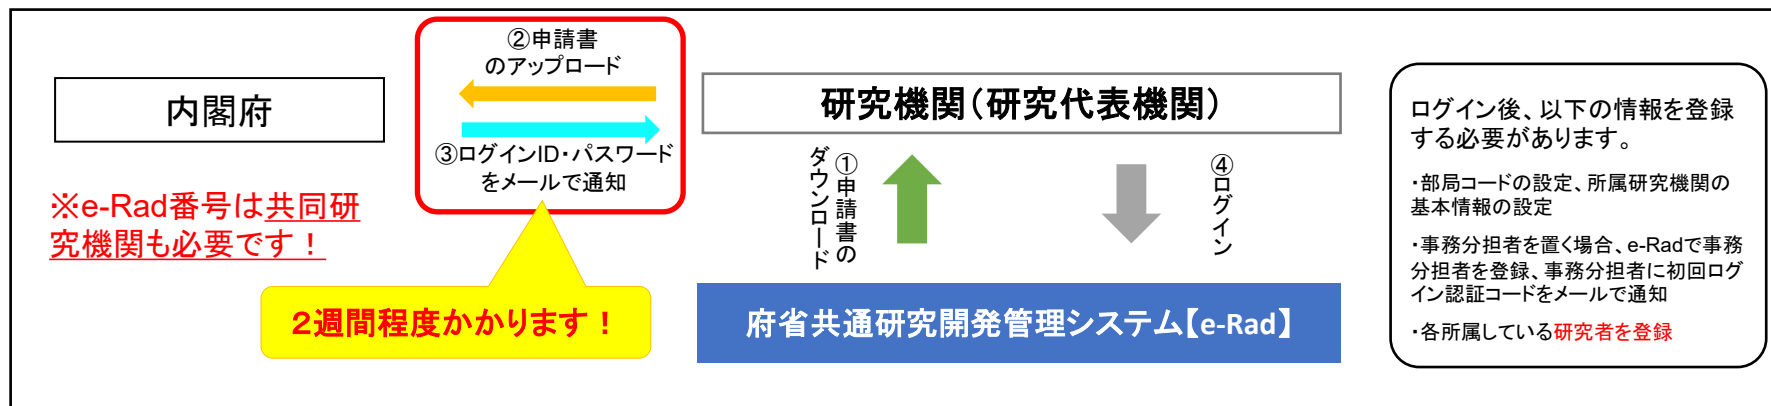 内閣府
※e-Rad番号は共同研
究機関も必要です！
②申請書
のアップロード
③ログインID・パスワード
をメールで通知
２週間程度かかります！
研究機関（研究代表機関）
①申請書の
ダウンロード
④ログイン
府省共通研究開発管理システム【e-Rad】
ログイン後、以下の情報を登録
する必要があります。
・部局コードの設定、所属研究機関の
基本情報の設定
・事務分担者を置く場合、e-Radで事務
分担者を登録、事務分担者に初回ログ
イン認証コードをメールで通知
・各所属している研究者を登録